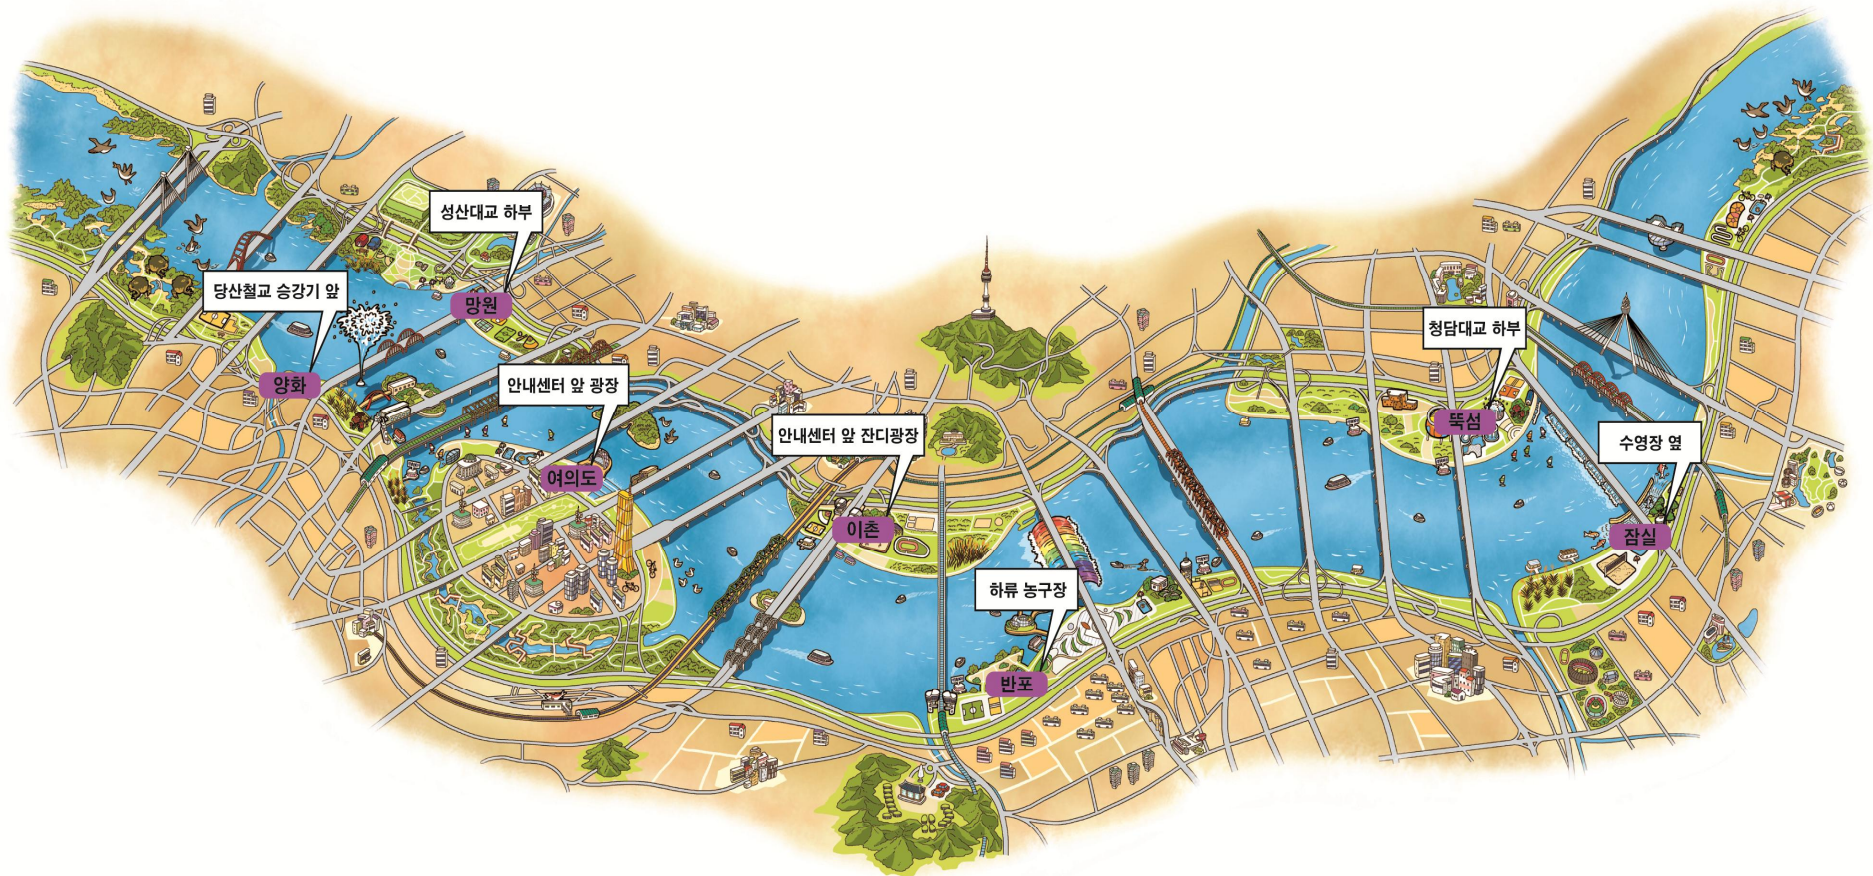 성산대교 하부
망원
당산철교 승강기 앞
양화
안내센터 앞 광장
여의도
안내센터 앞 잔디광장
이촌
하류 농구장
반포
청담대교 하부
뚝섬
수영장 옆
잠실